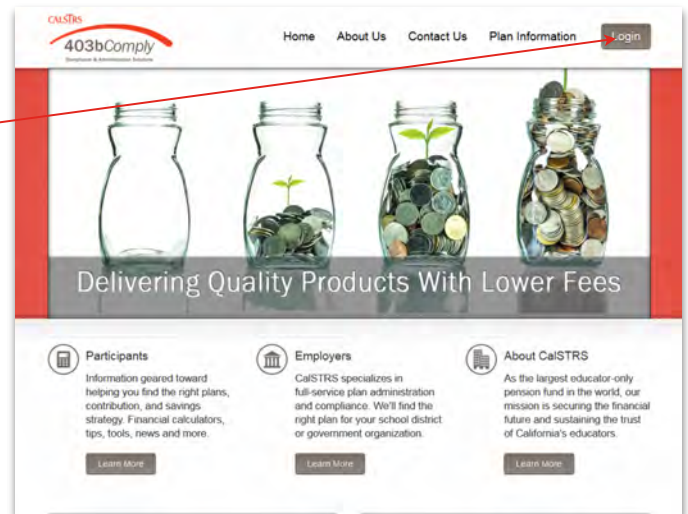 CALSTRS
403bComply
Compliance & Administration Solutions
Home About Us Contact Us Plan Information Login
Delivering Quality Products With Lower Fees
Participants
Information geared toward
helping you find the right plans,
contribution, and savings
strategy. Financial calculators,
tips, tools, news and more.
Learn More
Employers
CalSTRS specializes in
full-service plan administration
and compliance. We'll find the
right plan for your school district
or government organization.
Learn More
About CalSTRS
As the largest educator-only
pension fund in the world, our
mission is securing the financial
future and sustaining the trust
of California's educators.
Learn More